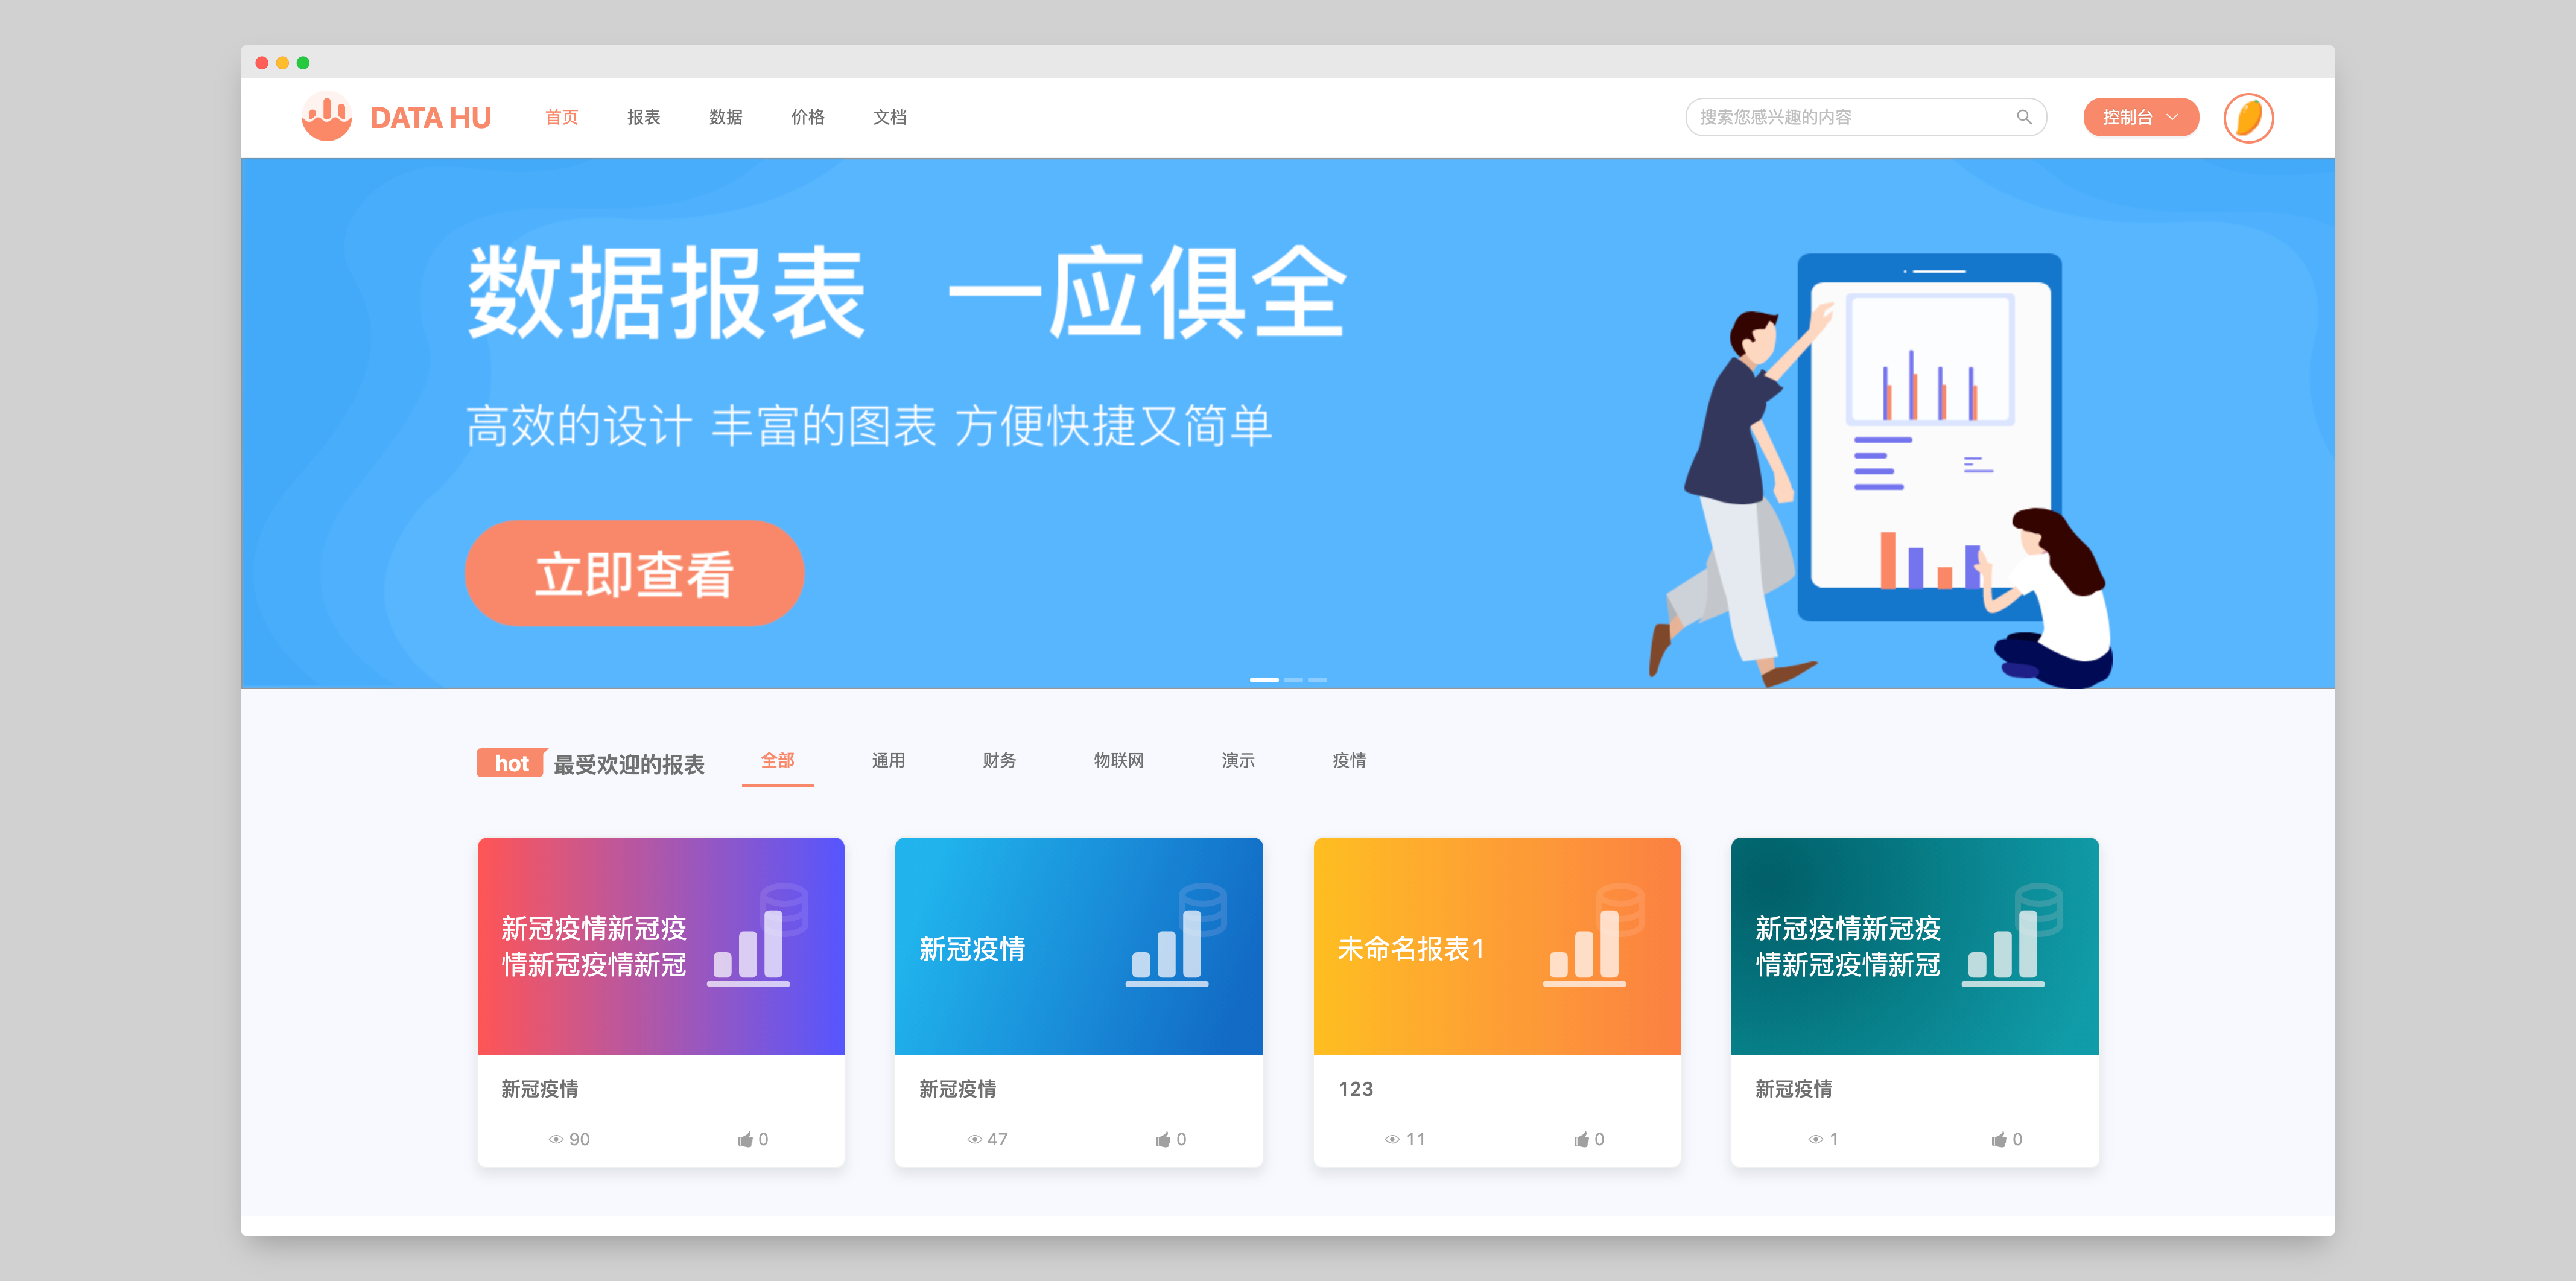 DATA HU
首页 报表 数据 价格 文档
搜索您感兴趣的内容
控制台
数据报表 一应俱全
高效的设计 丰富的图表 方便快捷又简单
立即查看
hot 最受欢迎的报表
全部 通用 财务 物联网 演示 疫情
新冠疫情新冠疫
情新冠疫情新冠
新冠疫情
90 0
新冠疫情
新冠疫情
47 0
未命名报表1
123
11 0
新冠疫情新冠疫
情新冠疫情新冠
新冠疫情
1 0